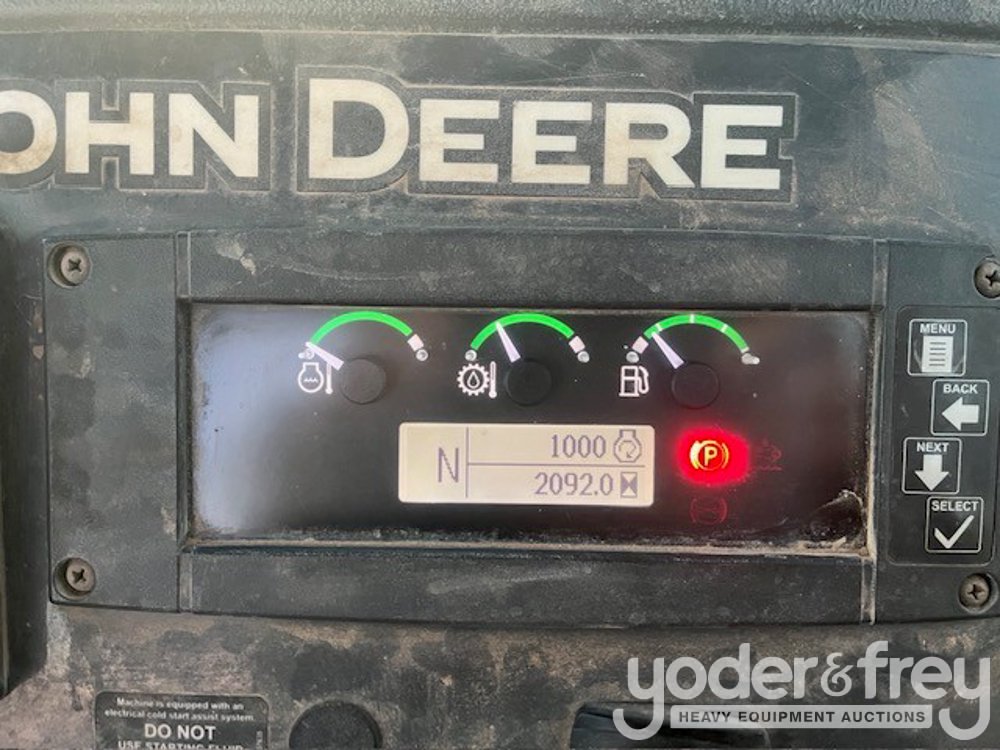 OHN DEERE
MENU
BACK
NEXT
SELECT
N
1000
2092.0
P
Machine is equipped with an
electrical cold start assist system.
DO NOT
USE STARTING FLUID
yoder&frey
HEAVY EQUIPMENT AUCTIONS